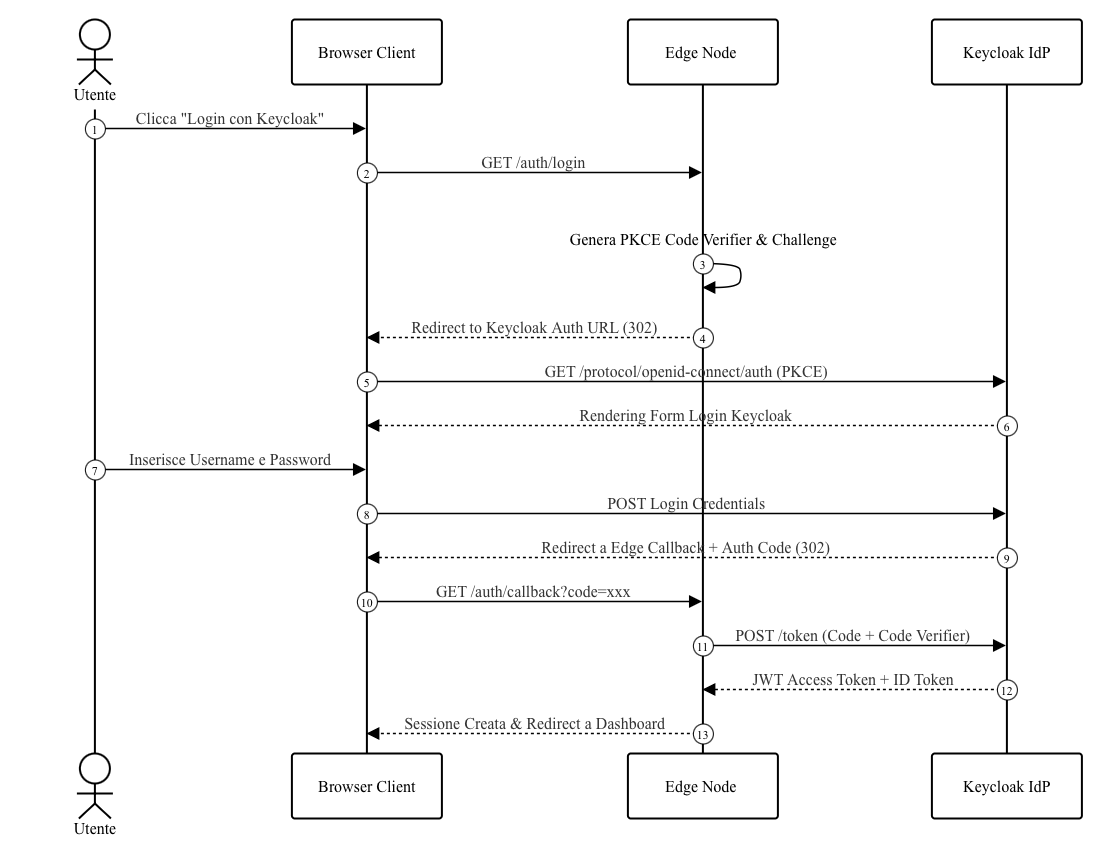 Browser Client
Edge Node
Keycloak IdP
Utente
1
Clicca "Login con Keycloak"
2
GET /auth/login
Genera PKCE Code Verifier & Challenge
3
Redirect to Keycloak Auth URL (302)
4
5
GET /protocol/openid-connect/auth (PKCE)
Rendering Form Login Keycloak
6
7
Inserisce Username e Password
8
POST Login Credentials
Redirect a Edge Callback + Auth Code (302)
9
10
GET /auth/callback?code=xxx
11
POST /token (Code + Code Verifier)
JWT Access Token + ID Token
12
Sessione Creata & Redirect a Dashboard
13
Browser Client
Edge Node
Keycloak IdP
Utente